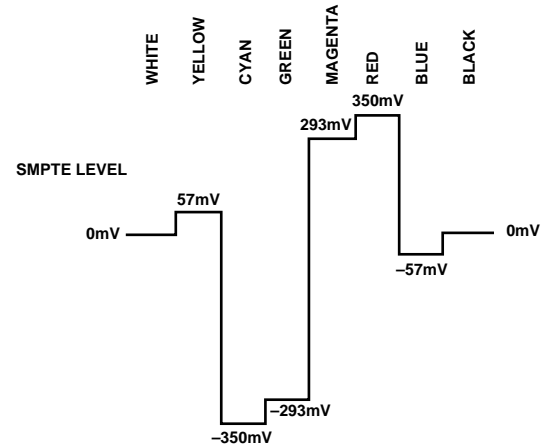 WHITE
YELLOW
CYAN
GREEN
MAGENTA
RED
BLUE
BLACK
350mV
293mV
SMPTE LEVEL
57mV
0mV
0mV
–57mV
–293mV
–350mV